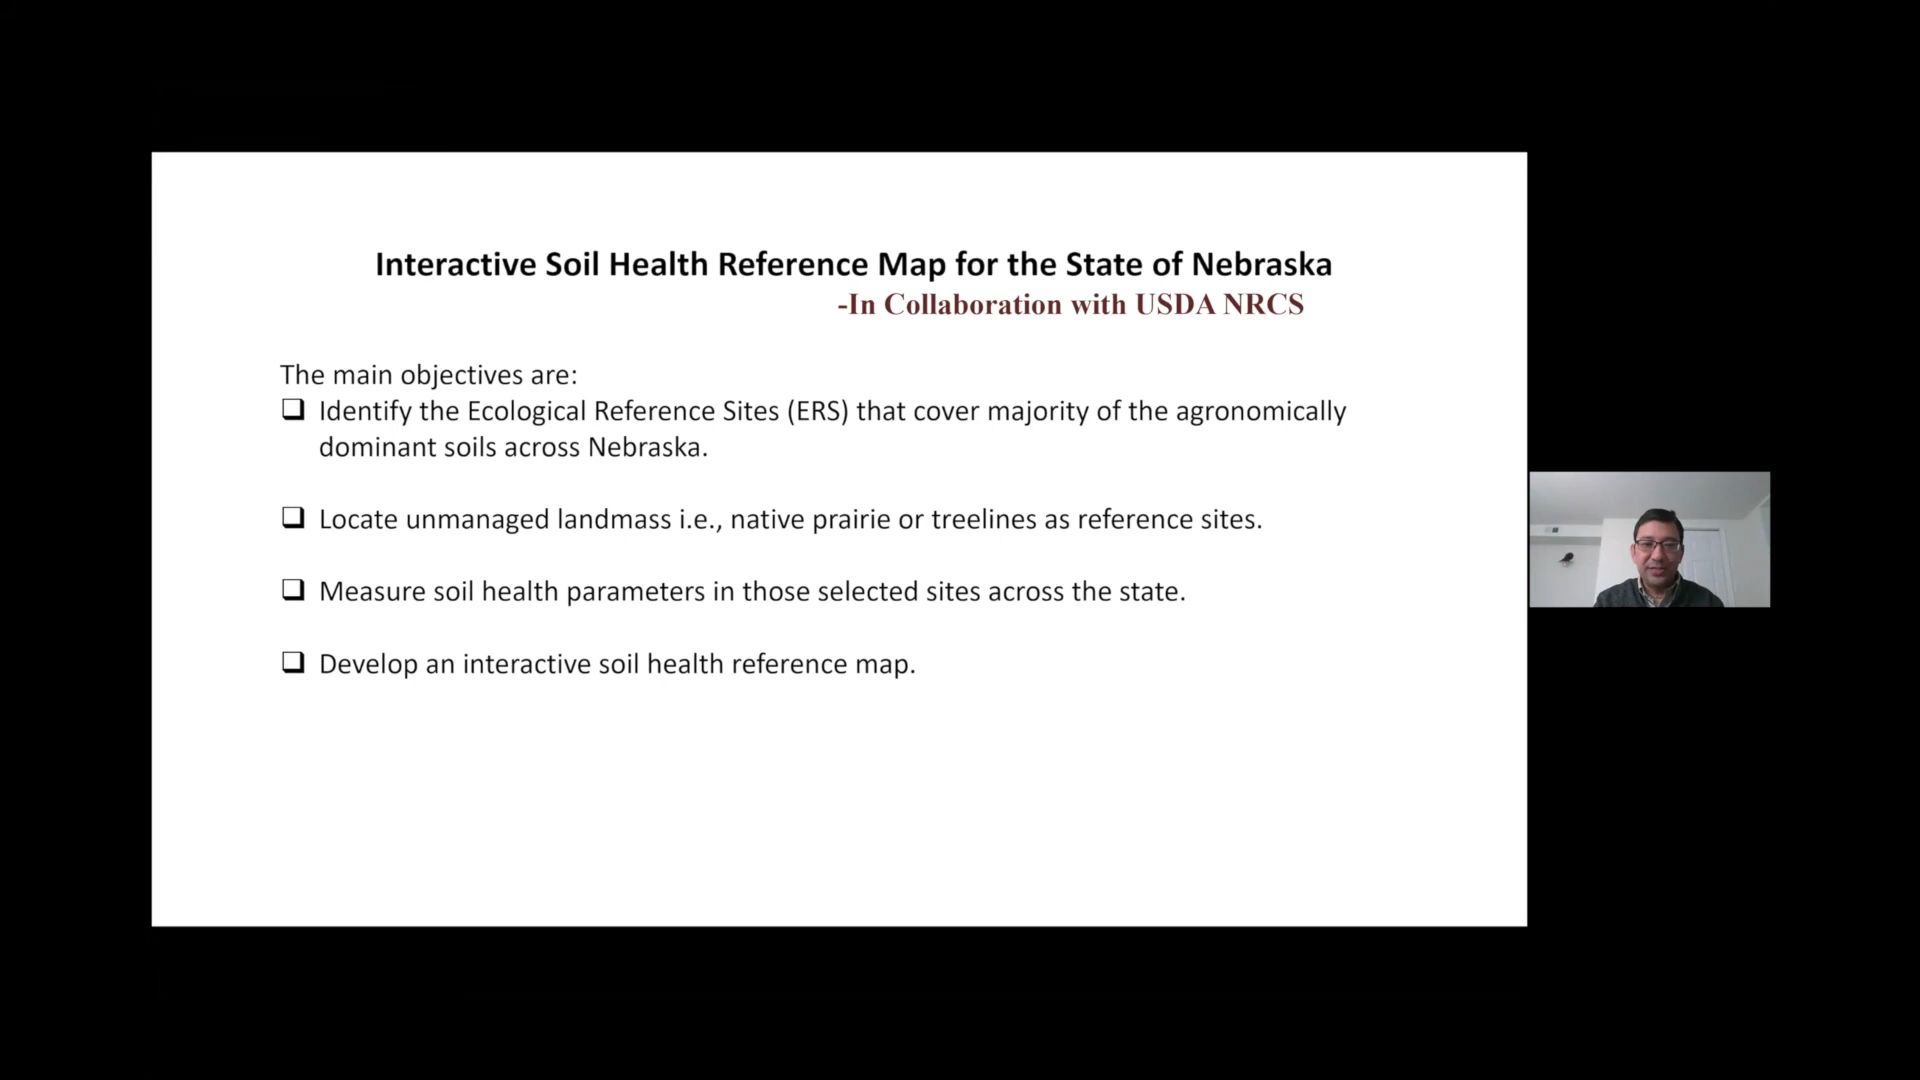 Interactive Soil Health Reference Map for the State of Nebraska
-In Collaboration with USDA NRCS
The main objectives are:
❑ Identify the Ecological Reference Sites (ERS) that cover majority of the agronomically
dominant soils across Nebraska.
❑ Locate unmanaged landmass i.e., native prairie or treelines as reference sites.
❑ Measure soil health parameters in those selected sites across the state.
❑ Develop an interactive soil health reference map.